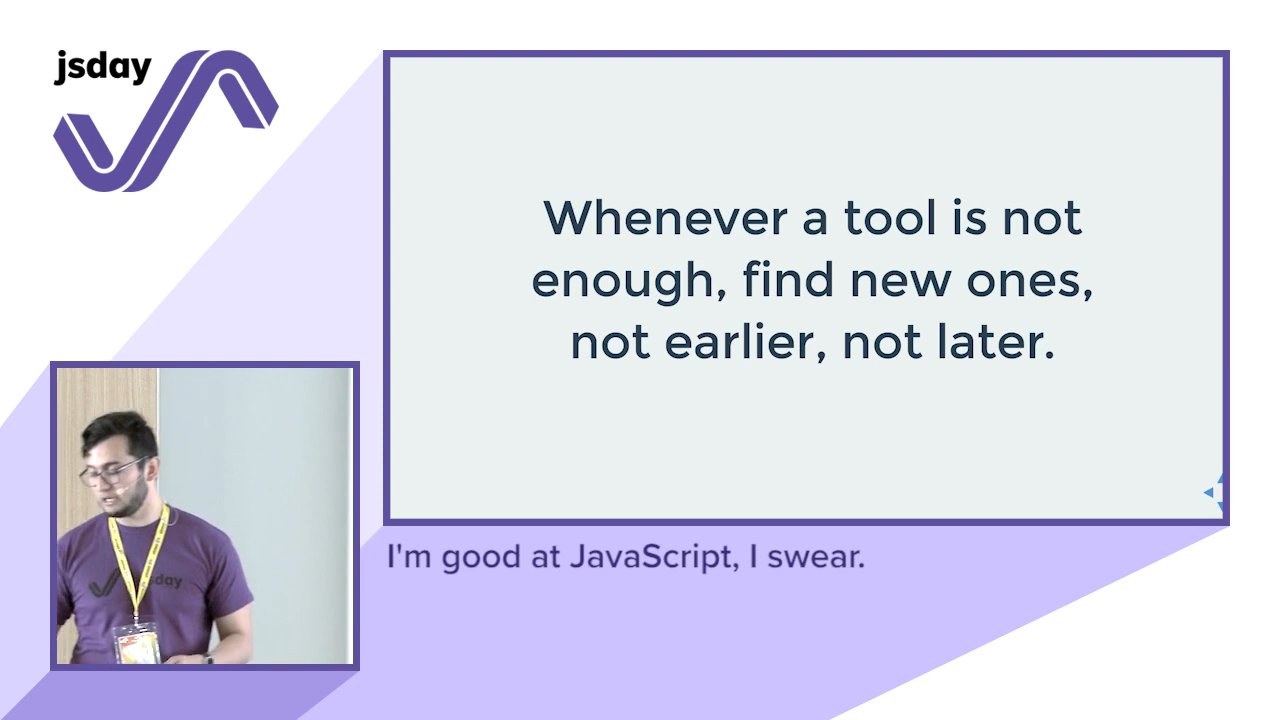 jsday
Whenever a tool is not
enough, find new ones,
not earlier, not later.
I'm good at JavaScript, I swear.
jsday